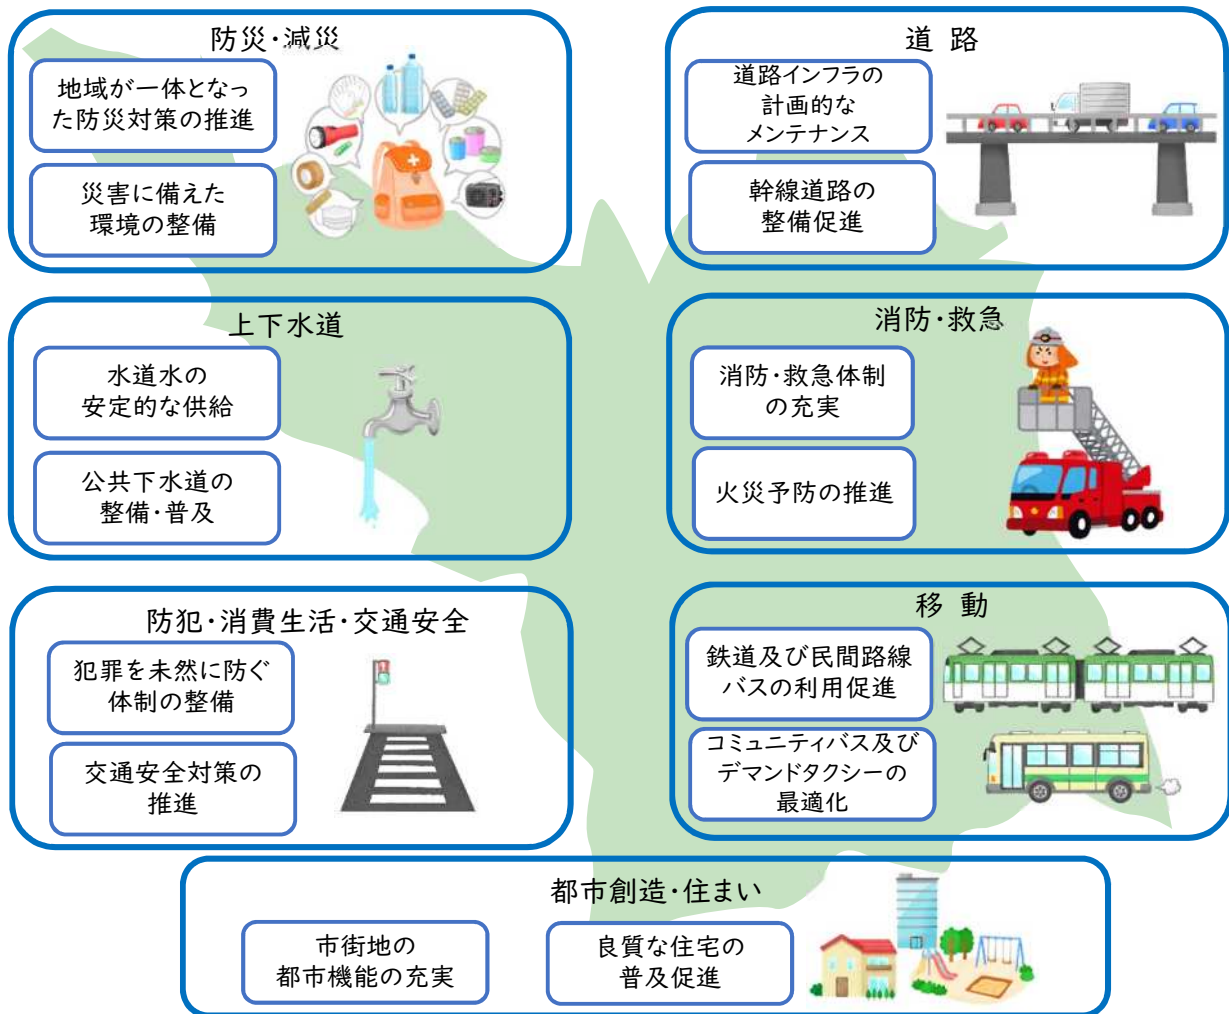 防災・減災
地域が一体となっ
た防災対策の推進
災害に備えた
環境の整備
道 路
道路インフラの
計画的な
メンテナンス
幹線道路の
整備促進
上下水道
水道水の
安定的な供給
公共下水道の
整備・普及
消防・救急
消防・救急体制
の充実
火災予防の推進
防犯・消費生活・交通安全
犯罪を未然に防ぐ
体制の整備
交通安全対策の
推進
移 動
鉄道及び民間路線
バスの利用促進
コミュニティバス及び
デマンドタクシーの
最適化
都市創造・住まい
市街地の
都市機能の充実
良質な住宅の
普及促進